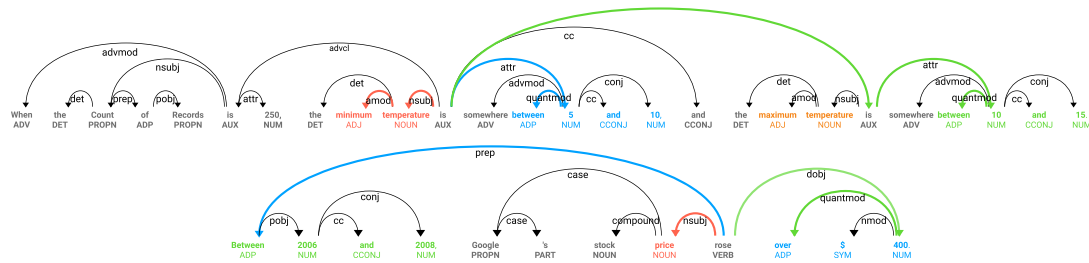 cc
advmod advcl attr attr
nsubj det advmod conj det advmod conj
det prep pobj attr amod nsubj quantmod cc amod nsubj quantmod cc
When the Count of Records is 250, the minimum temperature is somewhere between 5 and 10, and the maximum temperature is somewhere between 10 and 15.
ADV DET PROPN ADP PROPN AUX NUM DET ADJ NOUN AUX ADV ADP NUM CCONJ NUM CCONJ DET ADJ NOUN AUX ADV ADP NUM CCONJ NUM
prep
case dobj
conj quantmod
pobj cc case compound nsubj nmod
Between 2006 and 2008, Google 's stock price rose over $ 400.
ADP NUM CCONJ NUM PROPN PART NOUN NOUN VERB ADP SYM NUM